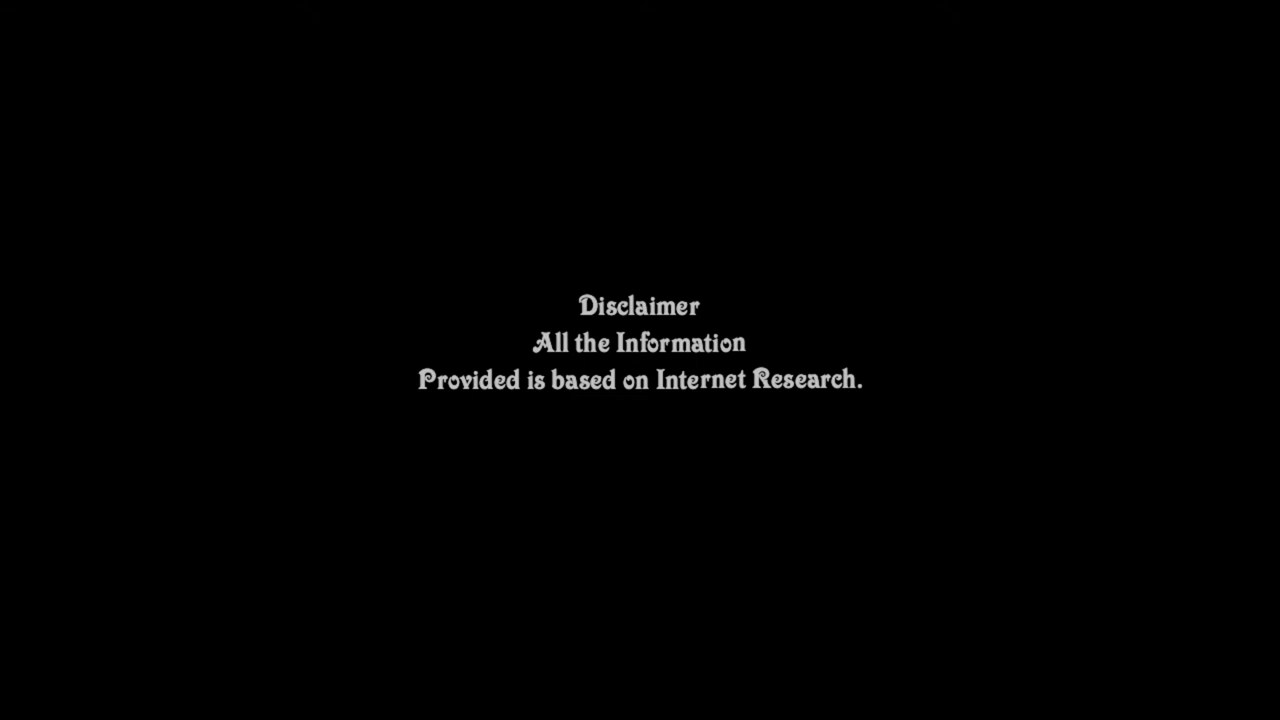 Disclaimer
All the Information
Provided is based on Internet Research.